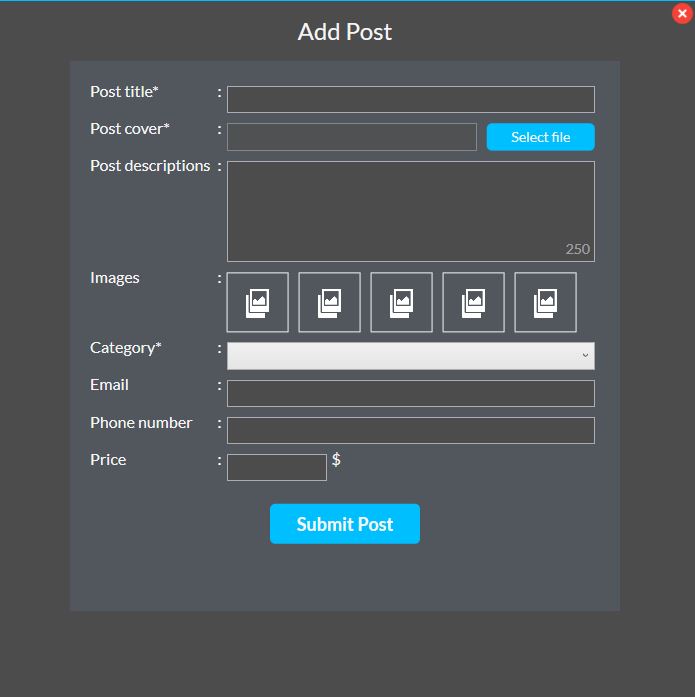 Add Post
Post title* :
Post cover* : Select file
Post descriptions :
250
Images :
Category* :
Email :
Phone number :
Price : $
Submit Post